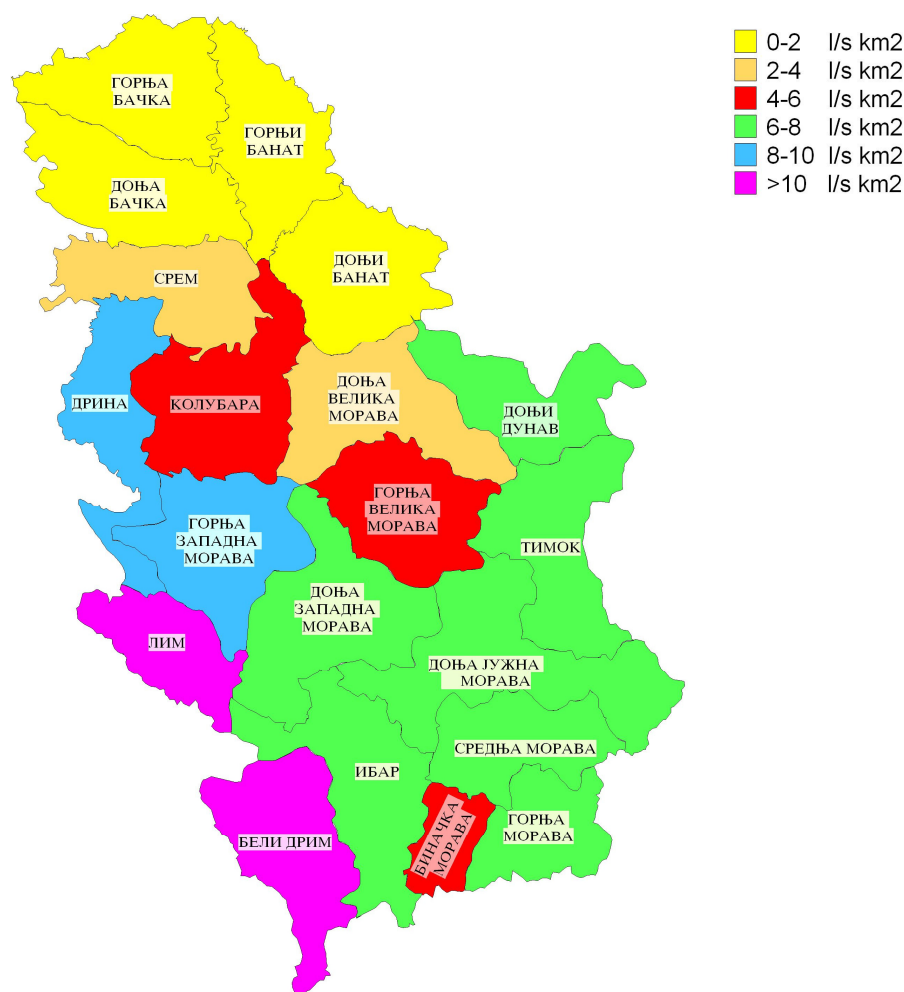 0-2 l/s km2
2-4 l/s km2
4-6 l/s km2
6-8 l/s km2
8-10 l/s km2
>10 l/s km2
ГОРЊА
БАЧКА
ГОРЊИ
БАНАТ
ДОЊА
БАЧКА
ДОЊИ
БАНАТ
СРЕМ
ДРИНА
КОЛУБАРА
ДОЊА
ВЕЛИКА
МОРАВА
ДОЊИ
ДУНАВ
ГОРЊА
ВЕЛИКА
МОРАВА
ГОРЊА
ЗАПАДНА
МОРАВА
ТИМОК
ДОЊА
ЗАПАДНА
МОРАВА
ЛИМ
ДОЊА ЈУЖНА
МОРАВА
СРЕДЊА МОРАВА
ИБАР
БЕЛИ ДРИМ
БИНАЧКА
МОРАВА
ГОРЊА
МОРАВА